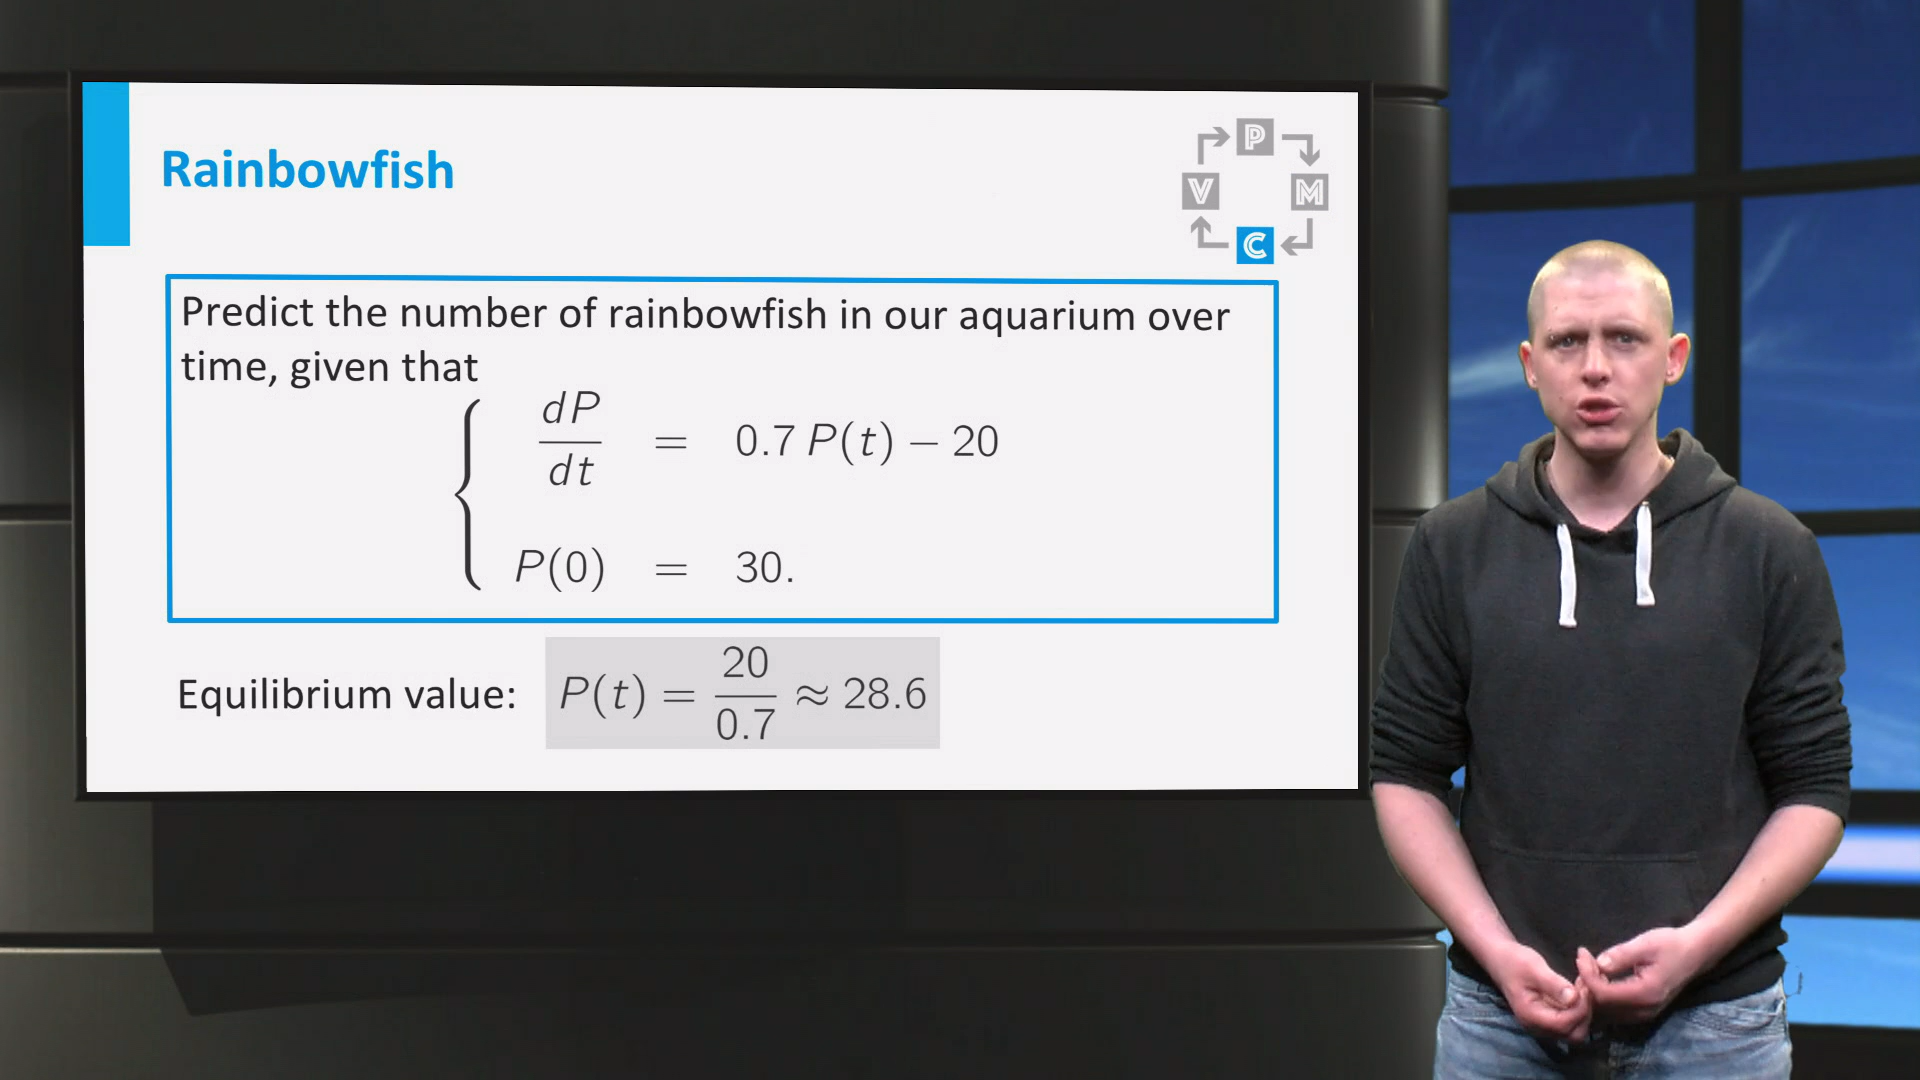 Rainbowfish
P
V
M
C
Predict the number of rainbowfish in our aquarium over
time, given that
dP/dt = 0.7 P(t) − 20
P(0) = 30.
Equilibrium value: P(t) = 20/0.7 ≈ 28.6